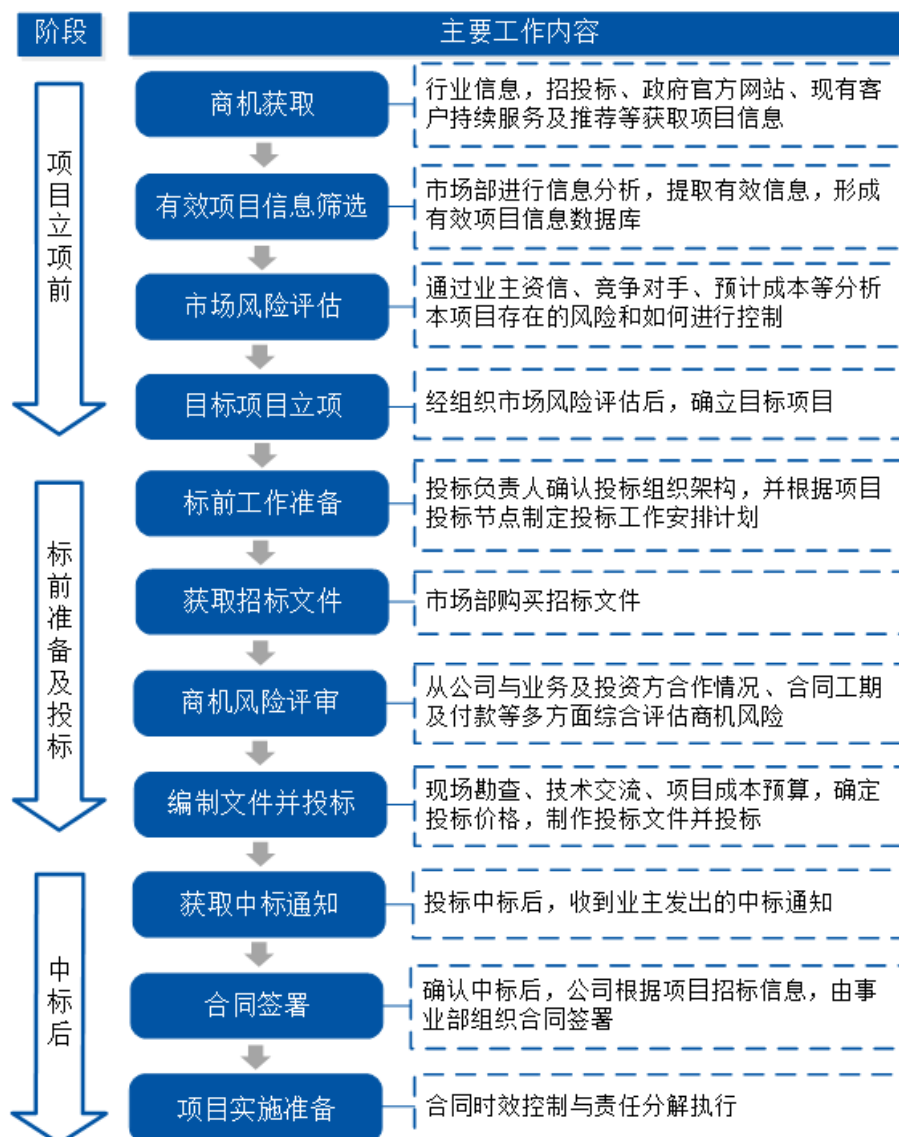 阶段
主要工作内容
项目立项前
商机获取
行业信息，招投标、政府官方网站、现有客
户持续服务及推荐等获取项目信息
有效项目信息筛选
市场部进行信息分析，提取有效信息，形成
有效项目信息数据库
市场风险评估
通过业主资信、竞争对手、预计成本等分析
本项目存在的风险和如何进行控制
目标项目立项
经组织市场风险评估后，确立目标项目
标前准备及投标
标前工作准备
投标负责人确认投标组织架构，并根据项目
投标节点制定投标工作安排计划
获取招标文件
市场部购买招标文件
商机风险评审
从公司与业务及投资方合作情况、合同工期
及付款等多方面综合评估商机风险
编制文件并投标
现场勘查、技术交流、项目成本预算，确定
投标价格，制作投标文件并投标
中标后
获取中标通知
投标中标后，收到业主发出的中标通知
合同签署
确认中标后，公司根据项目招标信息，由事
业部组织合同签署
项目实施准备
合同时效控制与责任分解执行